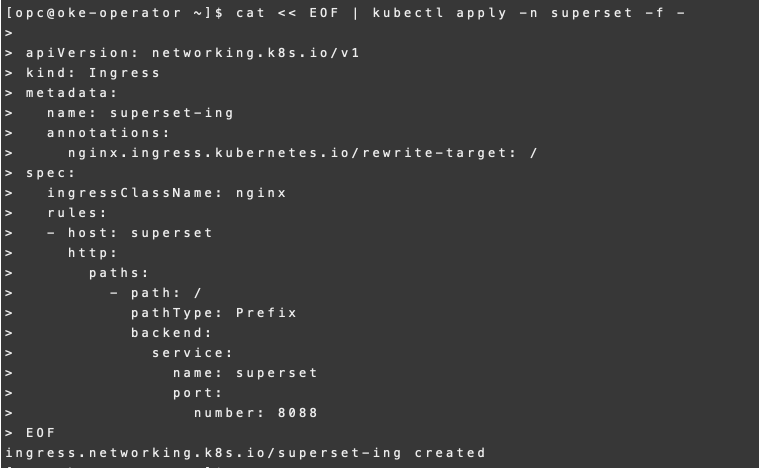 [opc@oke-operator ~]$ cat << EOF | kubectl apply -n superset -f -
>
> apiVersion: networking.k8s.io/v1
> kind: Ingress
> metadata:
>   name: superset-ing
>   annotations:
>     nginx.ingress.kubernetes.io/rewrite-target: /
> spec:
>   ingressClassName: nginx
>   rules:
>   - host: superset
>     http:
>       paths:
>         - path: /
>           pathType: Prefix
>           backend:
>             service:
>               name: superset
>               port:
>                 number: 8088
> EOF
ingress.networking.k8s.io/superset-ing created